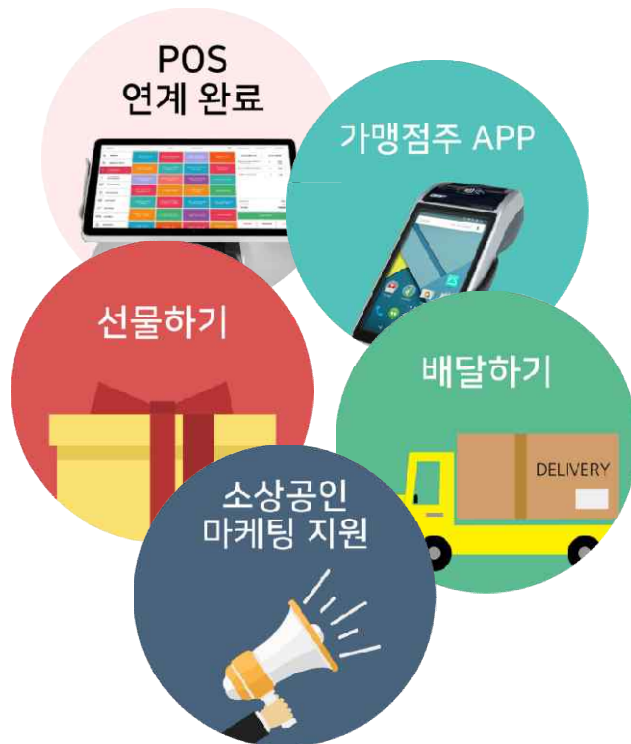 POS
연계 완료
가맹점주 APP
선물하기
배달하기
DELIVERY
소상공인
마케팅 지원